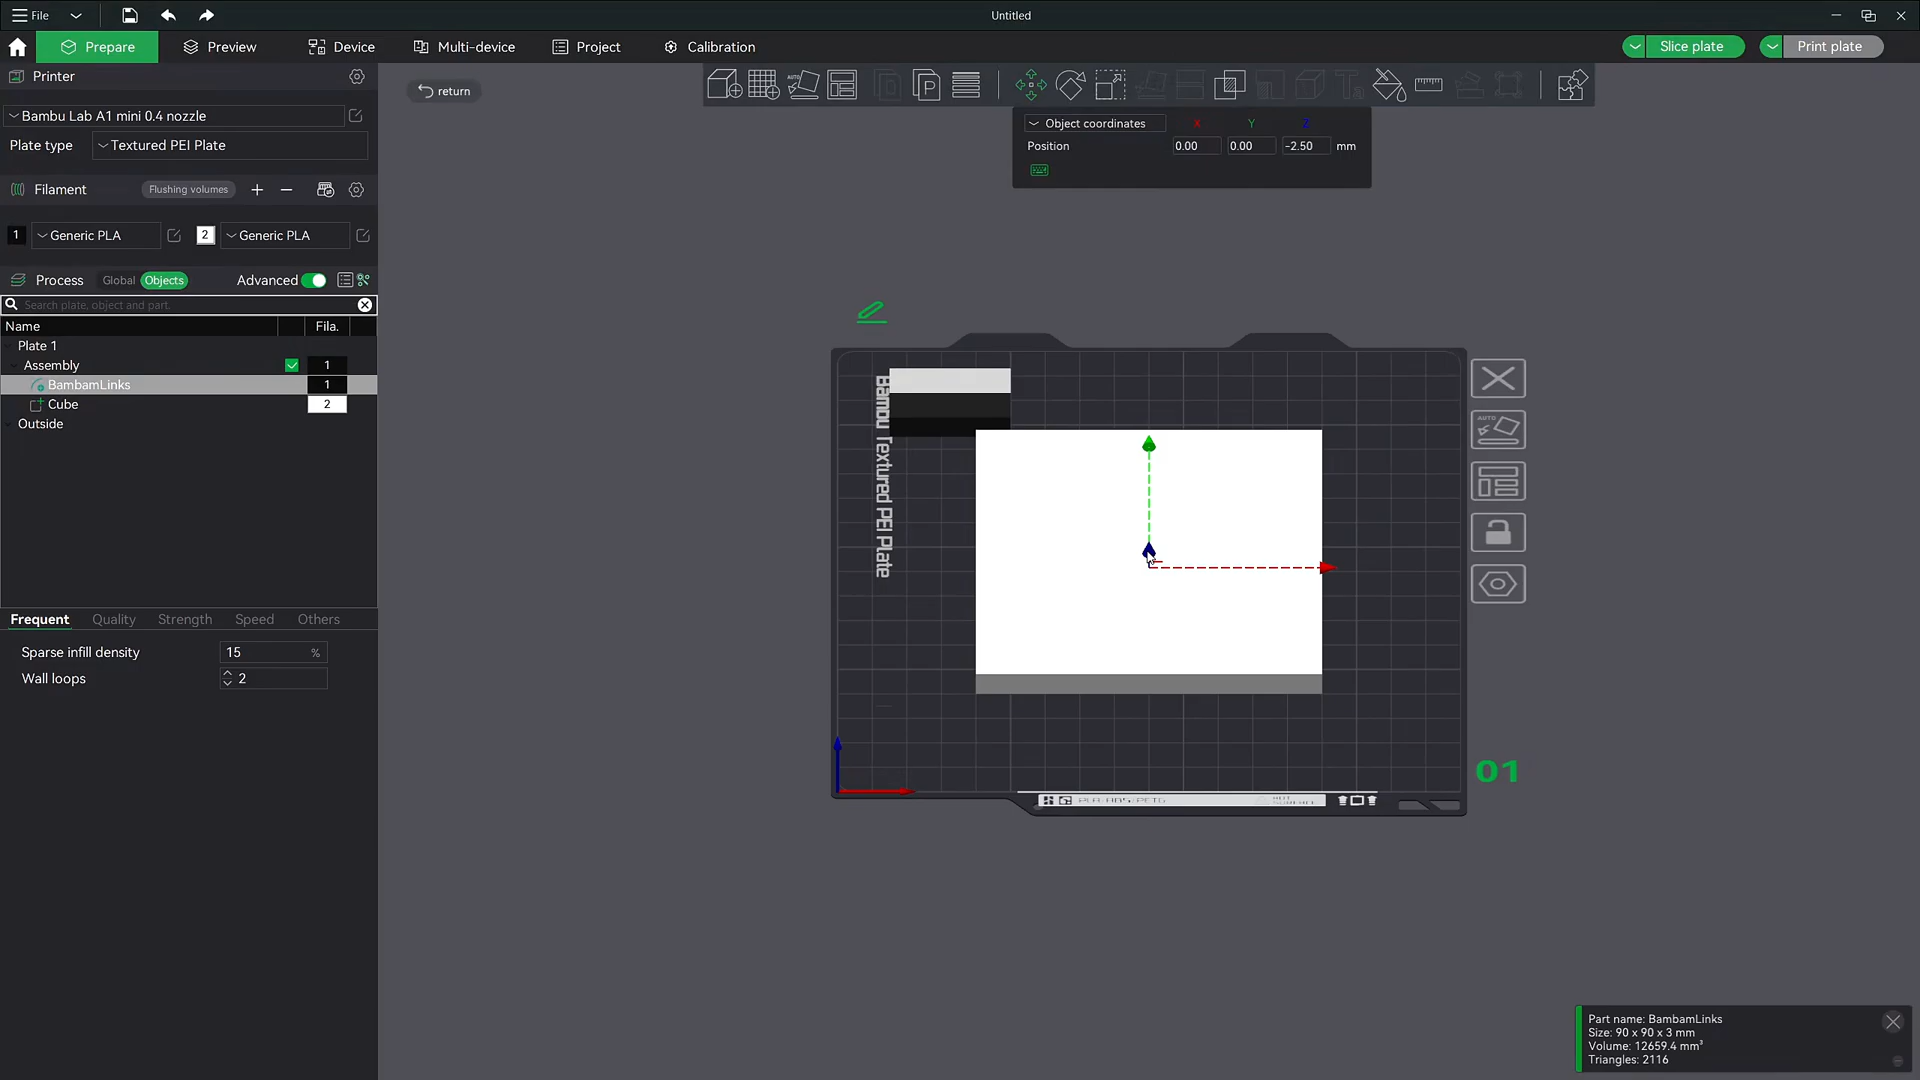 File
Untitled
Prepare
Preview
Device
Multi-device
Project
Calibration
Slice plate
Print plate
Printer
return
Object coordinates X Y Z
Position 0.00 0.00 -2.50 mm
Bambu Lab A1 mini 0.4 nozzle
Plate type Textured PEI Plate
Filament Flushing volumes + −
1 Generic PLA 2 Generic PLA
Process Global Objects Advanced
Search plate, object and part.
Name Fila.
Plate 1
Assembly 1
BambamLinks 1
Cube 2
Outside
Frequent Quality Strength Speed Others
Sparse infill density 15 %
Wall loops 2
Bambu Textured PEI Plate
AUTO
AUTO
01
Part name: BambamLinks
Size: 90 x 90 x 3 mm
Volume: 12659.4 mm³
Triangles: 2116